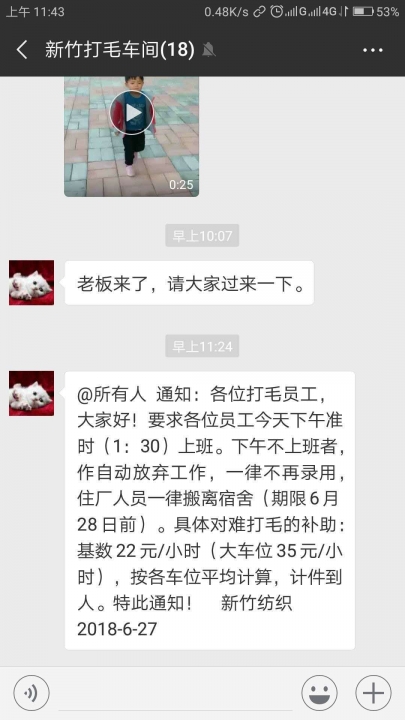 上午 11:43
0.48K/s
G
4G
53%
新竹打毛车间(18)
0:25
早上10:07
老板来了，请大家过来一下。
早上11:24
@所有人 通知：各位打毛员工，
大家好！要求各位员工今天下午准
时（1：30）上班。下午不上班者，
作自动放弃工作，一律不再录用，
住厂人员一律搬离宿舍（期限6月
28日前）。具体对难打毛的补助：
基数22元/小时（大车位35元/小
时），按各车位平均计算，计件到
人。特此通知！ 新竹纺织
2018-6-27